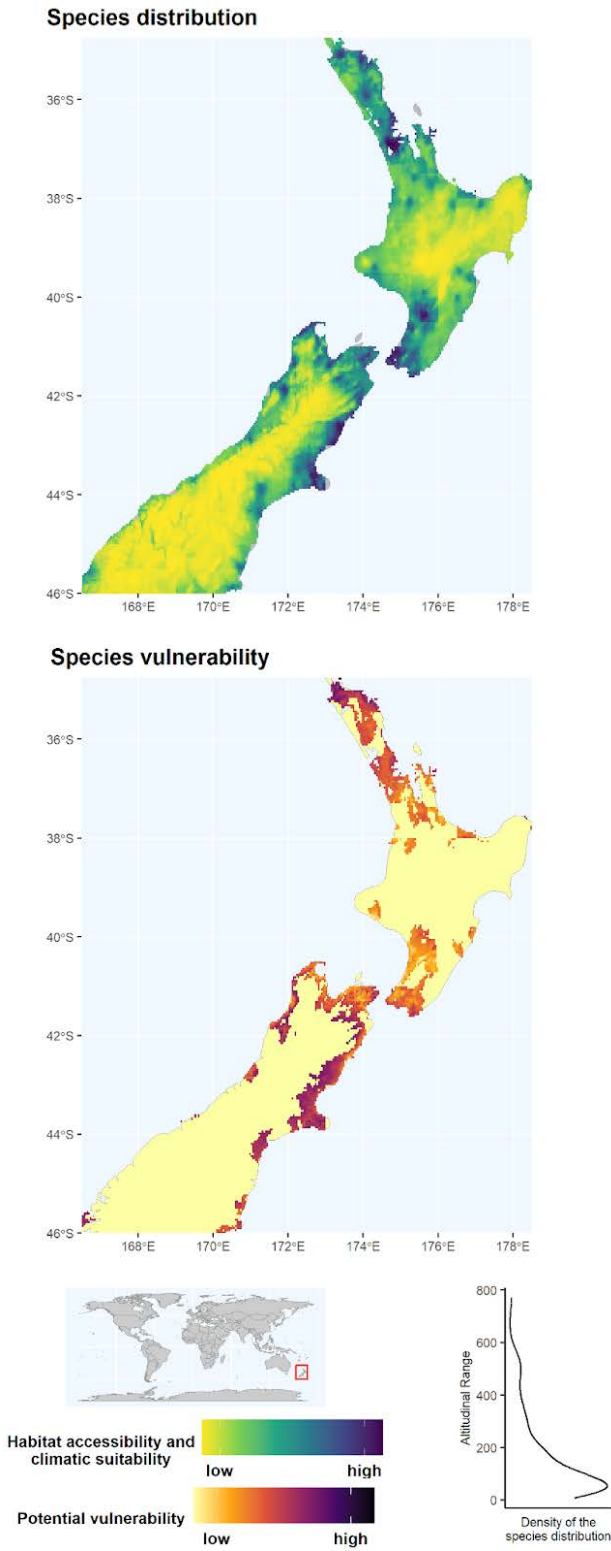 Species distribution
36°S
38°S
40°S
42°S
44°S
46°S
168°E 170°E 172°E 174°E 176°E 178°E
Species vulnerability
36°S
38°S
40°S
42°S
44°S
46°S
168°E 170°E 172°E 174°E 176°E 178°E
Habitat accessibility and
climatic suitability
low high
Potential vulnerability
low high
800
600
400
200
0
Altitudinal Range
Density of the
species distribution